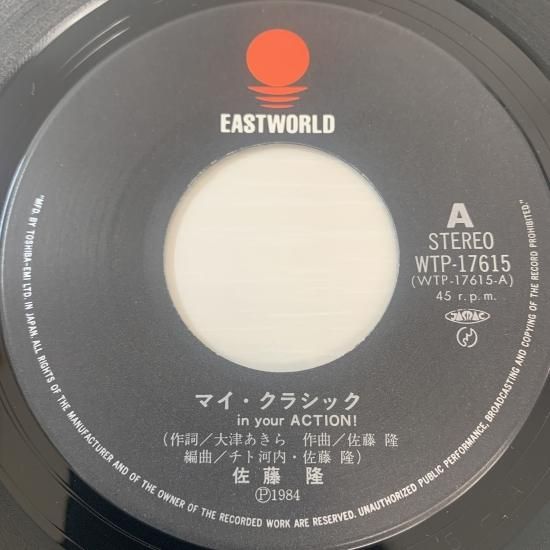 EASTWORLD
A
STEREO
WTP-17615
(WTP-17615-A)
45 r.p.m.
JASRAC
マイ・クラシック
in your ACTION!
(作詞／大津あきら 作曲／佐藤 隆
編曲／チト河内・佐藤 隆)
佐藤 隆
Ⓟ1984
"MFD. BY TOSHIBA-EMI LTD. IN JAPAN. ALL RIGHTS OF THE MANUFACTURER AND OF THE OWNER OF THE RECORDED WORK ARE RESERVED. UNAUTHORIZED PUBLIC PERFORMANCE, BROADCASTING AND COPYING OF THE RECORD PROHIBITED."